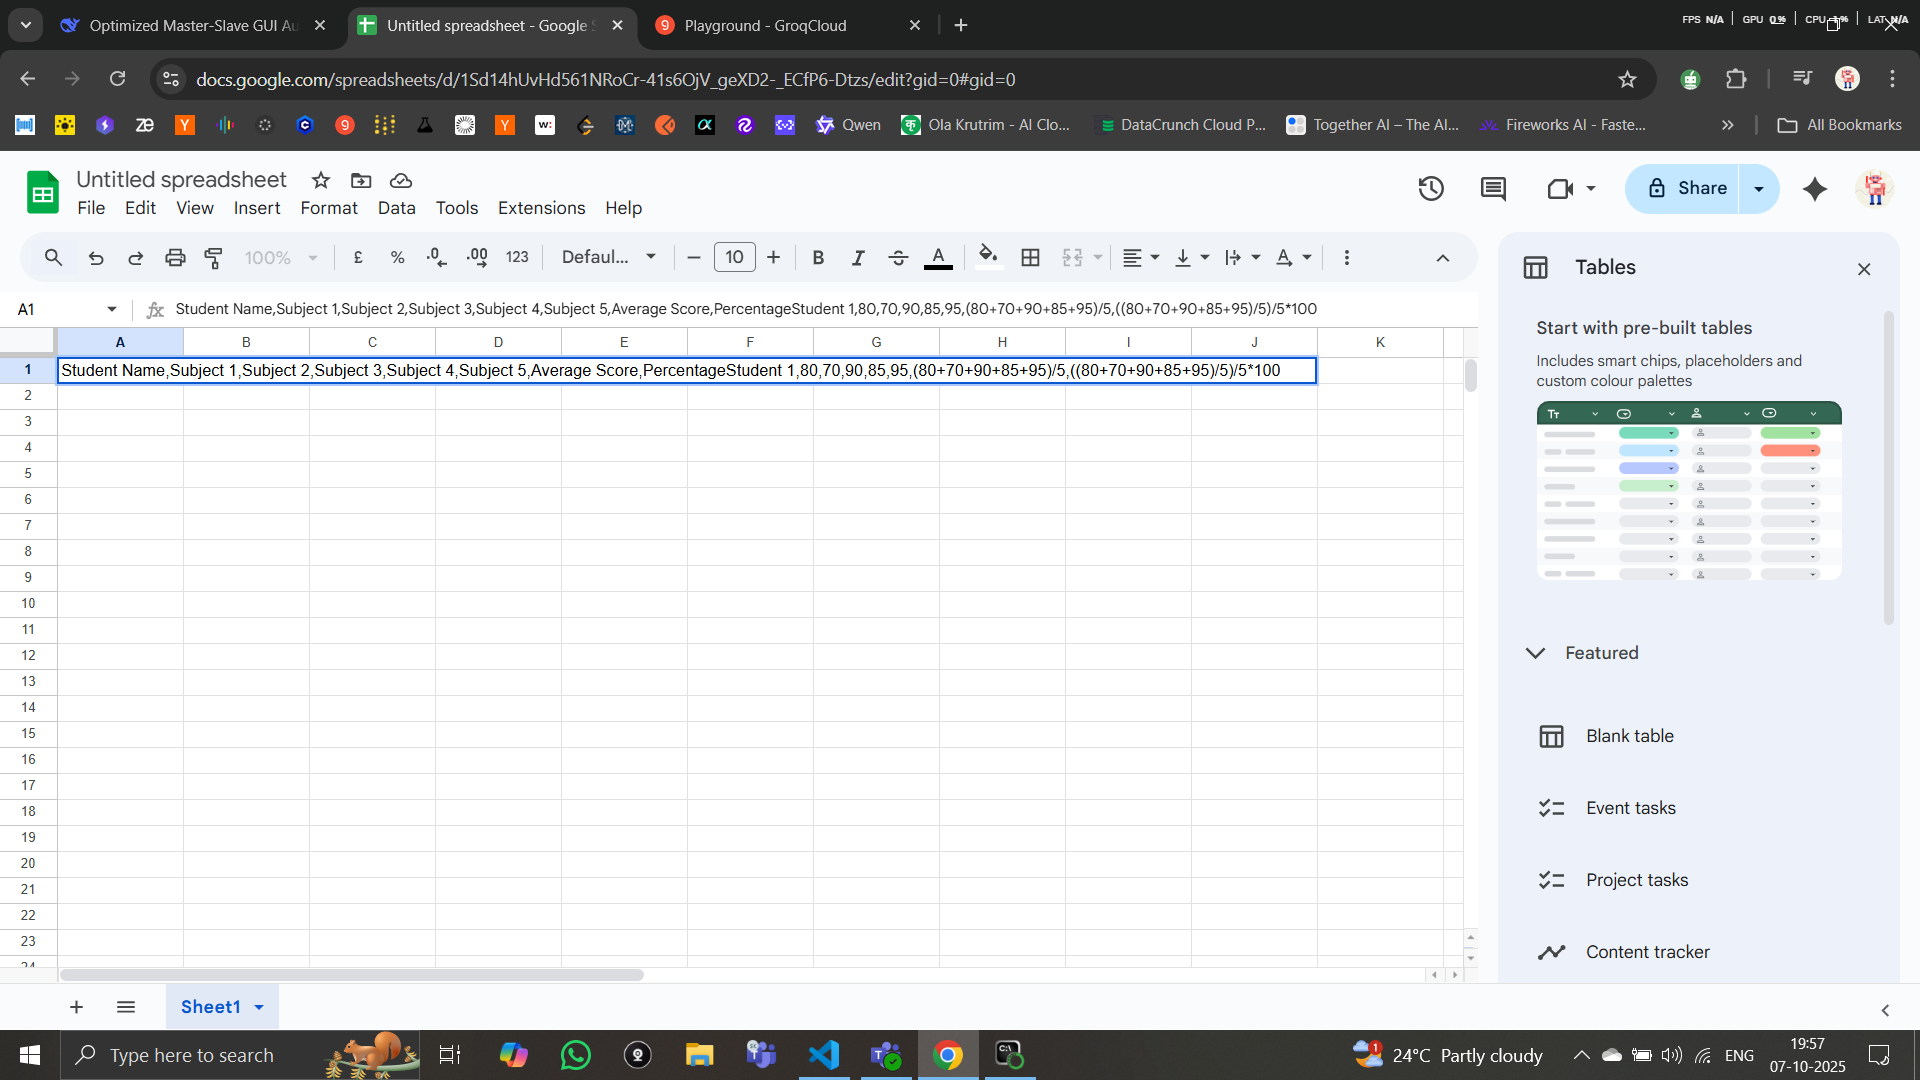 Optimized Master-Slave GUI Au
Untitled spreadsheet - Google S
Playground - GroqCloud
FPS N/A
GPU 0%
CPU
LAT N/A
docs.google.com/spreadsheets/d/1Sd14hUvHd561NRoCr-41s6OjV_geXD2-_ECfP6-Dtzs/edit?gid=0#gid=0
Qwen
Ola Krutrim - AI Clo...
DataCrunch Cloud P...
Together AI – The AI...
Fireworks AI - Faste...
All Bookmarks
Untitled spreadsheet
File Edit View Insert Format Data Tools Extensions Help
Share
100%
£ % .0 .00 123
Defaul...
10
B I A
Tables
A1
Student Name,Subject 1,Subject 2,Subject 3,Subject 4,Subject 5,Average Score,PercentageStudent 1,80,70,90,85,95,(80+70+90+85+95)/5,((80+70+90+85+95)/5)/5*100
A B C D E F G H I J K
1 Student Name,Subject 1,Subject 2,Subject 3,Subject 4,Subject 5,Average Score,PercentageStudent 1,80,70,90,85,95,(80+70+90+85+95)/5,((80+70+90+85+95)/5)/5*100
2
3
4
5
6
7
8
9
10
11
12
13
14
15
16
17
18
19
20
21
22
23
24
Start with pre-built tables
Includes smart chips, placeholders and
custom colour palettes
Featured
Blank table
Event tasks
Project tasks
Content tracker
Sheet1
Type here to search
24°C Partly cloudy
ENG
19:57
07-10-2025